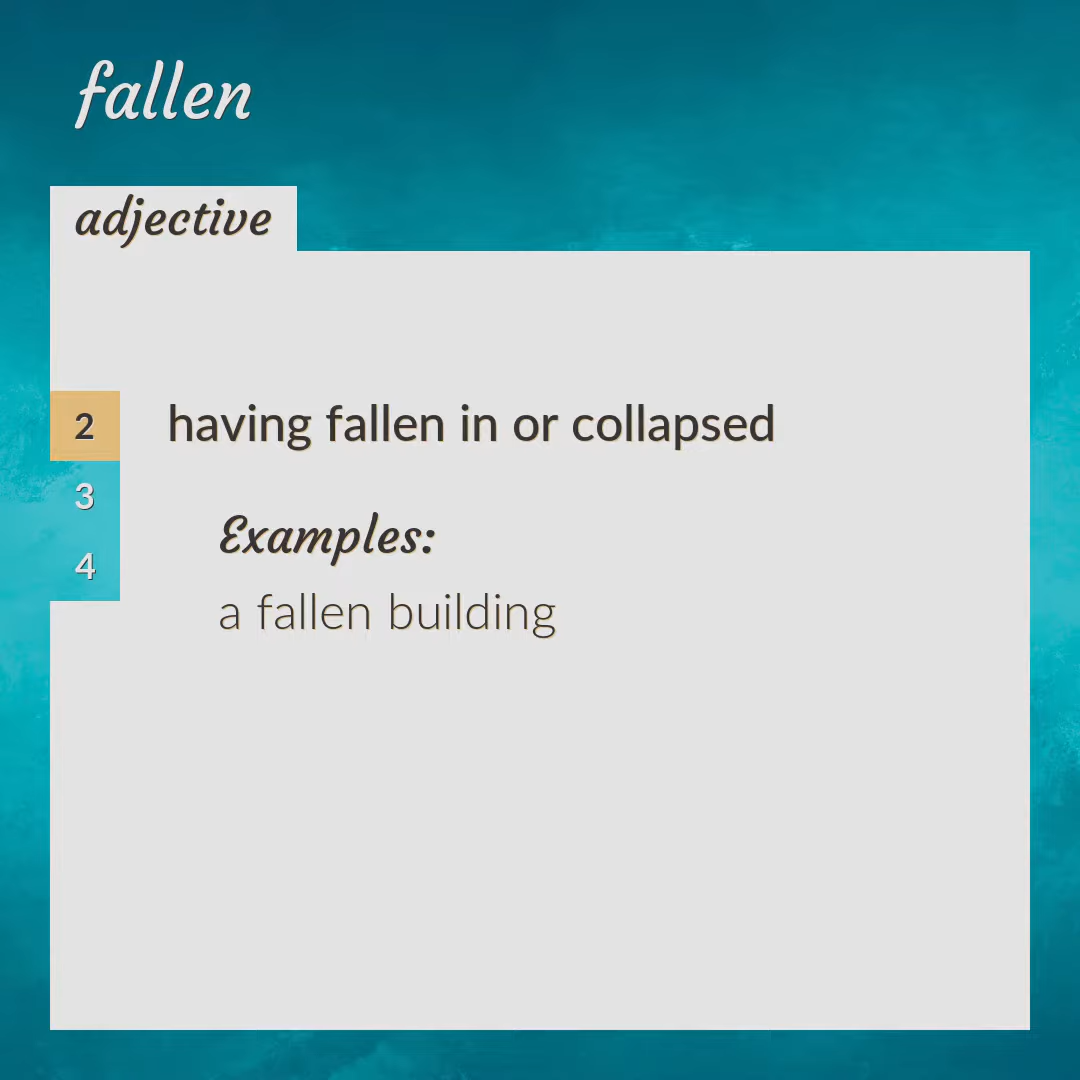 fallen
adjective
2 having fallen in or collapsed
3
4
Examples:
a fallen building